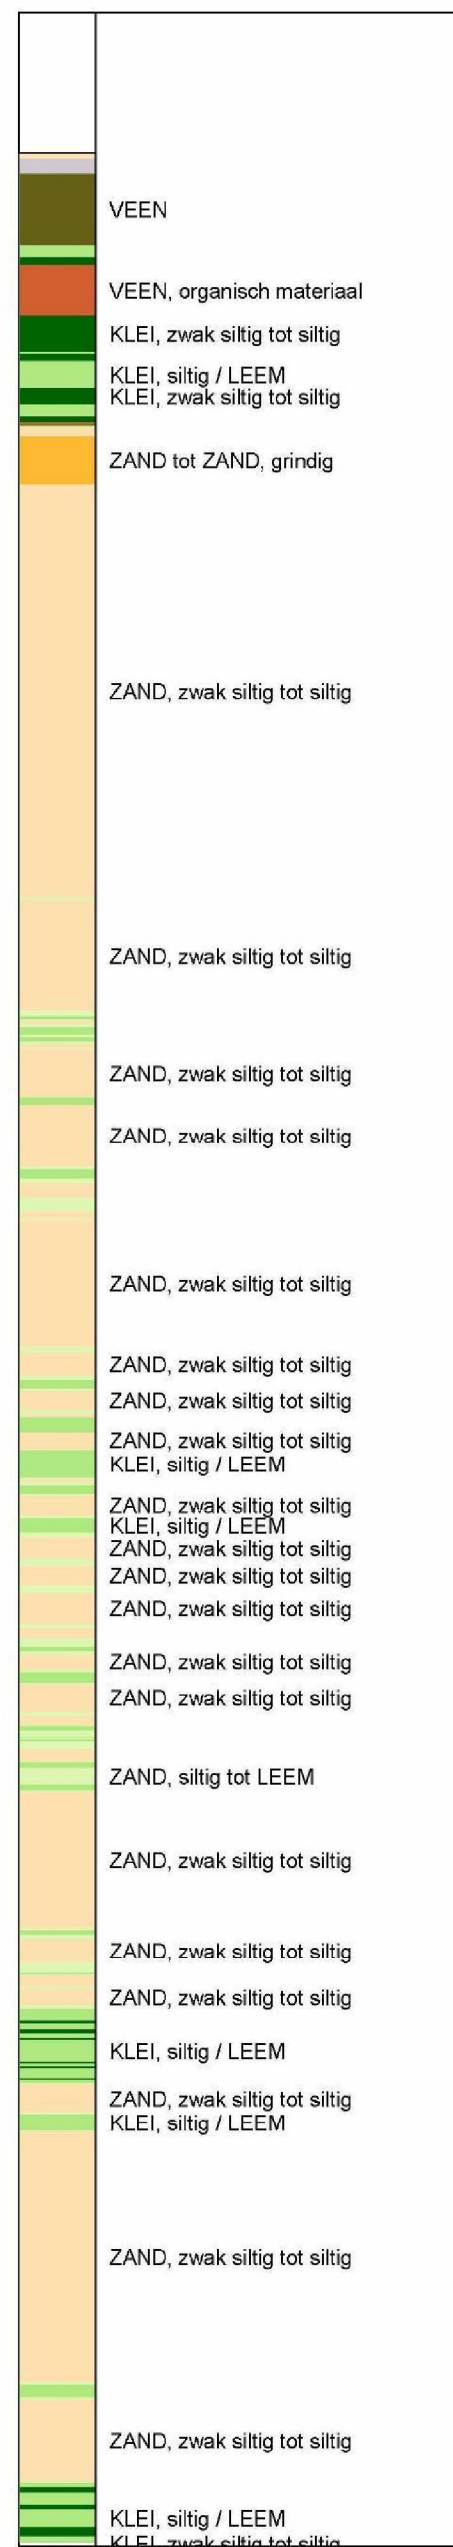 VEEN
VEEN, organisch materiaal
KLEI, zwak siltig tot siltig
KLEI, siltig / LEEM
KLEI, zwak siltig tot siltig
ZAND tot ZAND, grindig
ZAND, zwak siltig tot siltig
ZAND, zwak siltig tot siltig
ZAND, zwak siltig tot siltig
ZAND, zwak siltig tot siltig
ZAND, zwak siltig tot siltig
ZAND, zwak siltig tot siltig
ZAND, zwak siltig tot siltig
ZAND, zwak siltig tot siltig
KLEI, siltig / LEEM
ZAND, zwak siltig tot siltig
KLEI, siltig / LEEM
ZAND, zwak siltig tot siltig
ZAND, zwak siltig tot siltig
ZAND, zwak siltig tot siltig
ZAND, zwak siltig tot siltig
ZAND, zwak siltig tot siltig
ZAND, siltig tot LEEM
ZAND, zwak siltig tot siltig
ZAND, zwak siltig tot siltig
ZAND, zwak siltig tot siltig
KLEI, siltig / LEEM
ZAND, zwak siltig tot siltig
KLEI, siltig / LEEM
ZAND, zwak siltig tot siltig
ZAND, zwak siltig tot siltig
KLEI, siltig / LEEM
KLEI, zwak siltig tot siltig